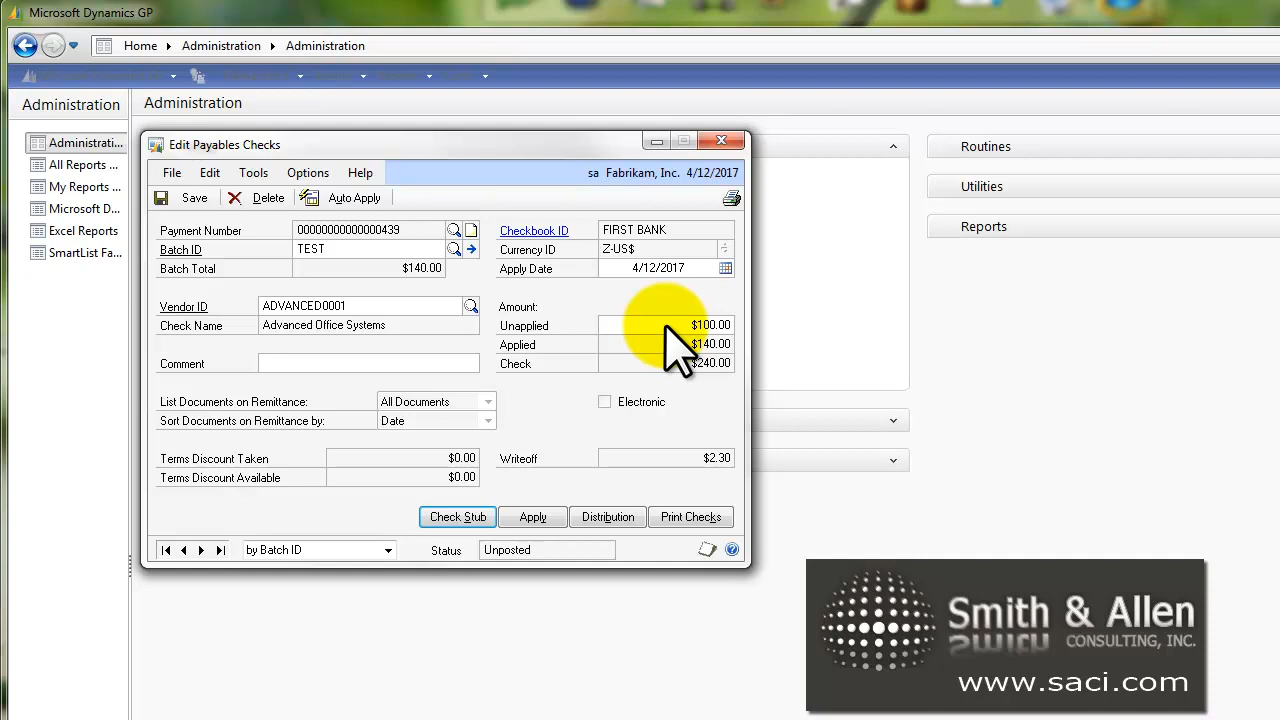 Microsoft Dynamics GP
Home
Administration
Administration
Administration
Administration
Administrati...
All Reports ...
My Reports ...
Microsoft D...
Excel Reports
SmartList Fa...
Routines
Utilities
Reports
Edit Payables Checks
File Edit Tools Options Help
sa Fabrikam, Inc. 4/12/2017
Save Delete Auto Apply
Payment Number 00000000000000439
Batch ID TEST
Batch Total $140.00
Checkbook ID FIRST BANK
Currency ID Z-US$
Apply Date 4/12/2017
Vendor ID ADVANCED0001
Check Name Advanced Office Systems
Comment
Amount:
Unapplied $100.00
Applied $140.00
Check $240.00
List Documents on Remittance: All Documents
Sort Documents on Remittance by: Date
Electronic
Terms Discount Taken $0.00
Terms Discount Available $0.00
Writeoff $2.30
Check Stub Apply Distribution Print Checks
by Batch ID Status Unposted
Smith & Allen
CONSULTING, INC.
www.saci.com